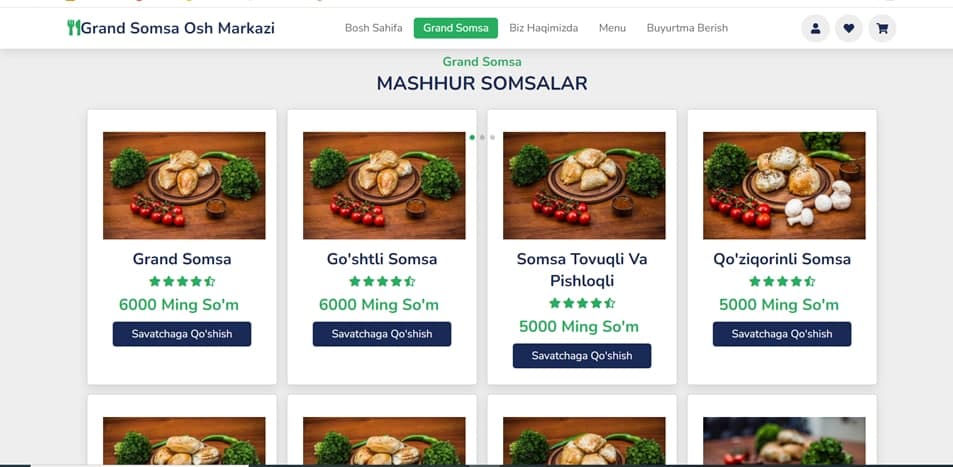 Grand Somsa Osh Markazi
Bosh Sahifa
Grand Somsa
Biz Haqimizda
Menu
Buyurtma Berish
Grand Somsa
MASHHUR SOMSALAR
Grand Somsa
6000 Ming So'm
Savatchaga Qo'shish
Go'shtli Somsa
6000 Ming So'm
Savatchaga Qo'shish
Somsa Tovuqli Va
Pishloqli
5000 Ming So'm
Savatchaga Qo'shish
Qo'ziqorinli Somsa
5000 Ming So'm
Savatchaga Qo'shish